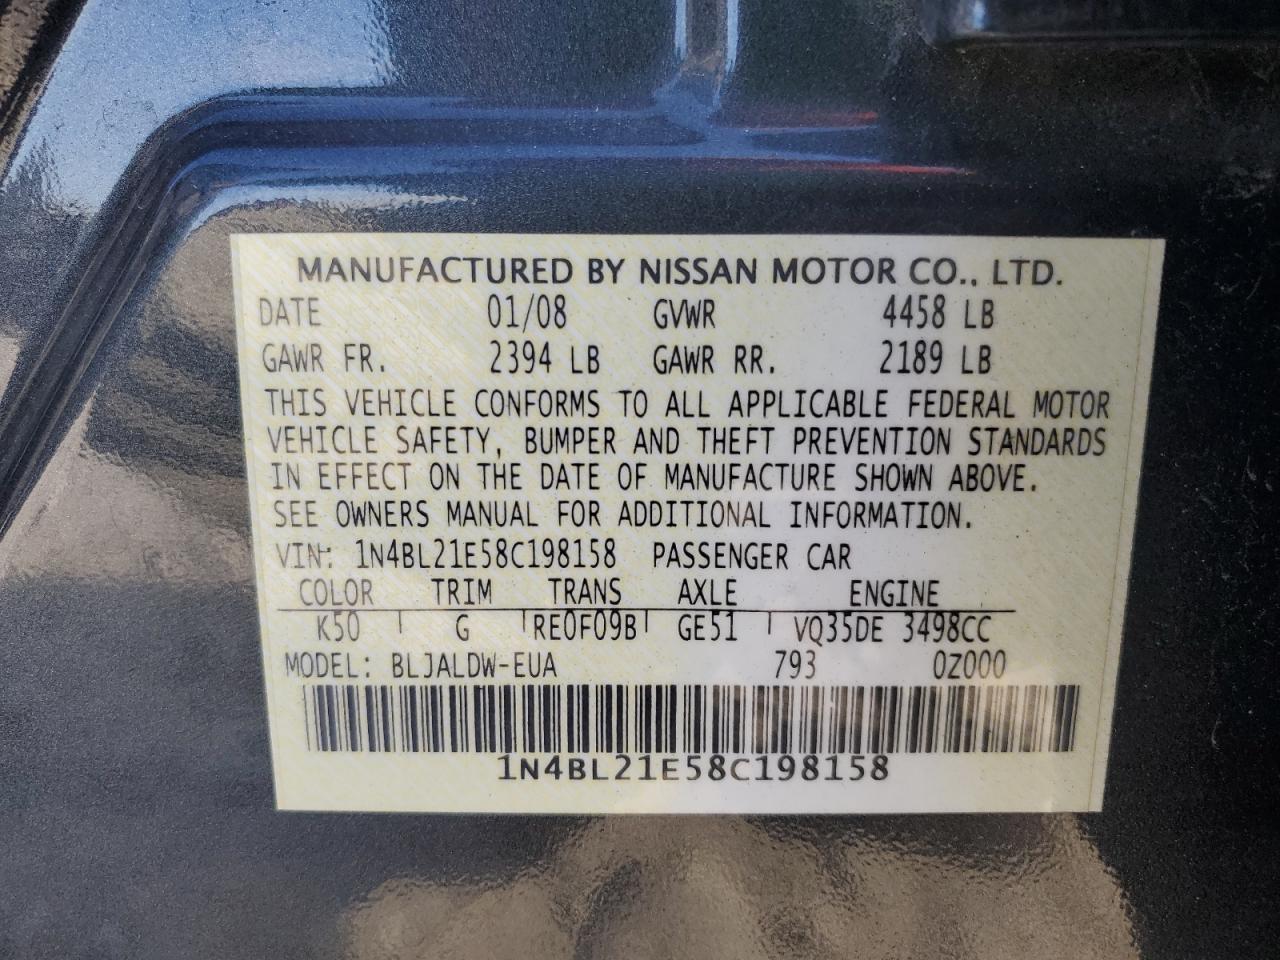 MANUFACTURED BY NISSAN MOTOR CO., LTD.
DATE 01/08 GVWR 4458 LB
GAWR FR. 2394 LB GAWR RR. 2189 LB
THIS VEHICLE CONFORMS TO ALL APPLICABLE FEDERAL MOTOR
VEHICLE SAFETY, BUMPER AND THEFT PREVENTION STANDARDS
IN EFFECT ON THE DATE OF MANUFACTURE SHOWN ABOVE.
SEE OWNERS MANUAL FOR ADDITIONAL INFORMATION.
VIN: 1N4BL21E58C198158 PASSENGER CAR
COLOR TRIM TRANS AXLE ENGINE
K50 G RE0F09B GE51 VQ35DE 3498CC
MODEL: BLJALDW-EUA 793 0Z000
1N4BL21E58C198158